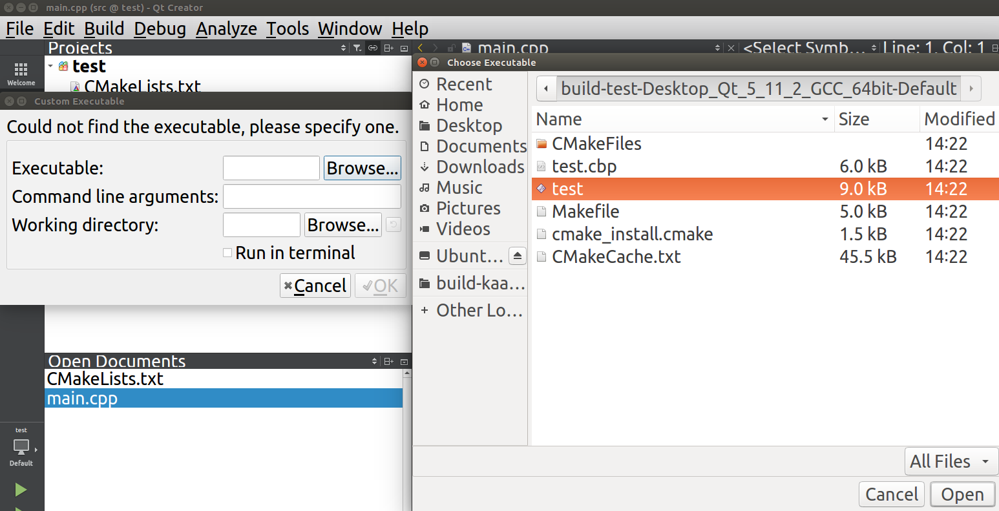 main.cpp (src @ test) - Qt Creator
File Edit Build Debug Analyze Tools Window Help
Projects
main.cpp
<Select Symb... Line: 1, Col: 1
Welcome
test
CMakeLists.txt
Custom Executable
Could not find the executable, please specify one.
Executable: Browse...
Command line arguments:
Working directory: Browse...
Run in terminal
Cancel OK
Open Documents
CMakeLists.txt
main.cpp
test
Default
Choose Executable
Recent
Home
Desktop
Documents
Downloads
Music
Pictures
Videos
Ubunt...
build-kaa...
Other Lo...
build-test-Desktop_Qt_5_11_2_GCC_64bit-Default
Name Size Modified
CMakeFiles 14:22
test.cbp 6.0 kB 14:22
test 9.0 kB 14:22
Makefile 5.0 kB 14:22
cmake_install.cmake 1.5 kB 14:22
CMakeCache.txt 45.5 kB 14:22
All Files
Cancel Open